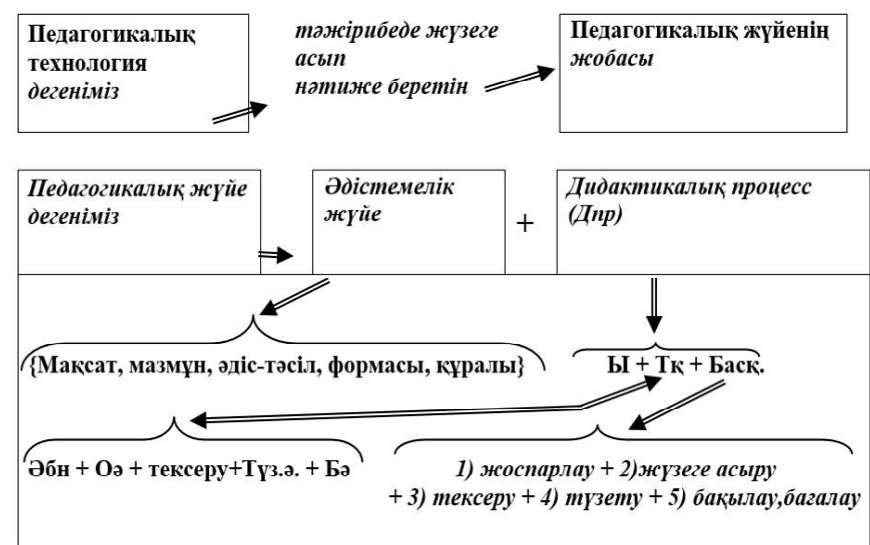 Педагогикалық
технология
дегеніміз
тәжірибеде жүзеге
асып
нәтиже беретін
Педагогикалық жүйенің
жобасы
Педагогикалық жүйе
дегеніміз
Әдістемелік
жүйе
+
Дидактикалық процесс
(Дпр)
{Мақсат, мазмұн, әдіс-тәсіл, формасы, құралы}
Ы + Тқ + Басқ.
Әбн + Оә + тексеру+Түз.ә. + Бә
1) жоспарлау + 2)жүзеге асыру
+ 3) тексеру + 4) түзету + 5) бақылау,бағалау